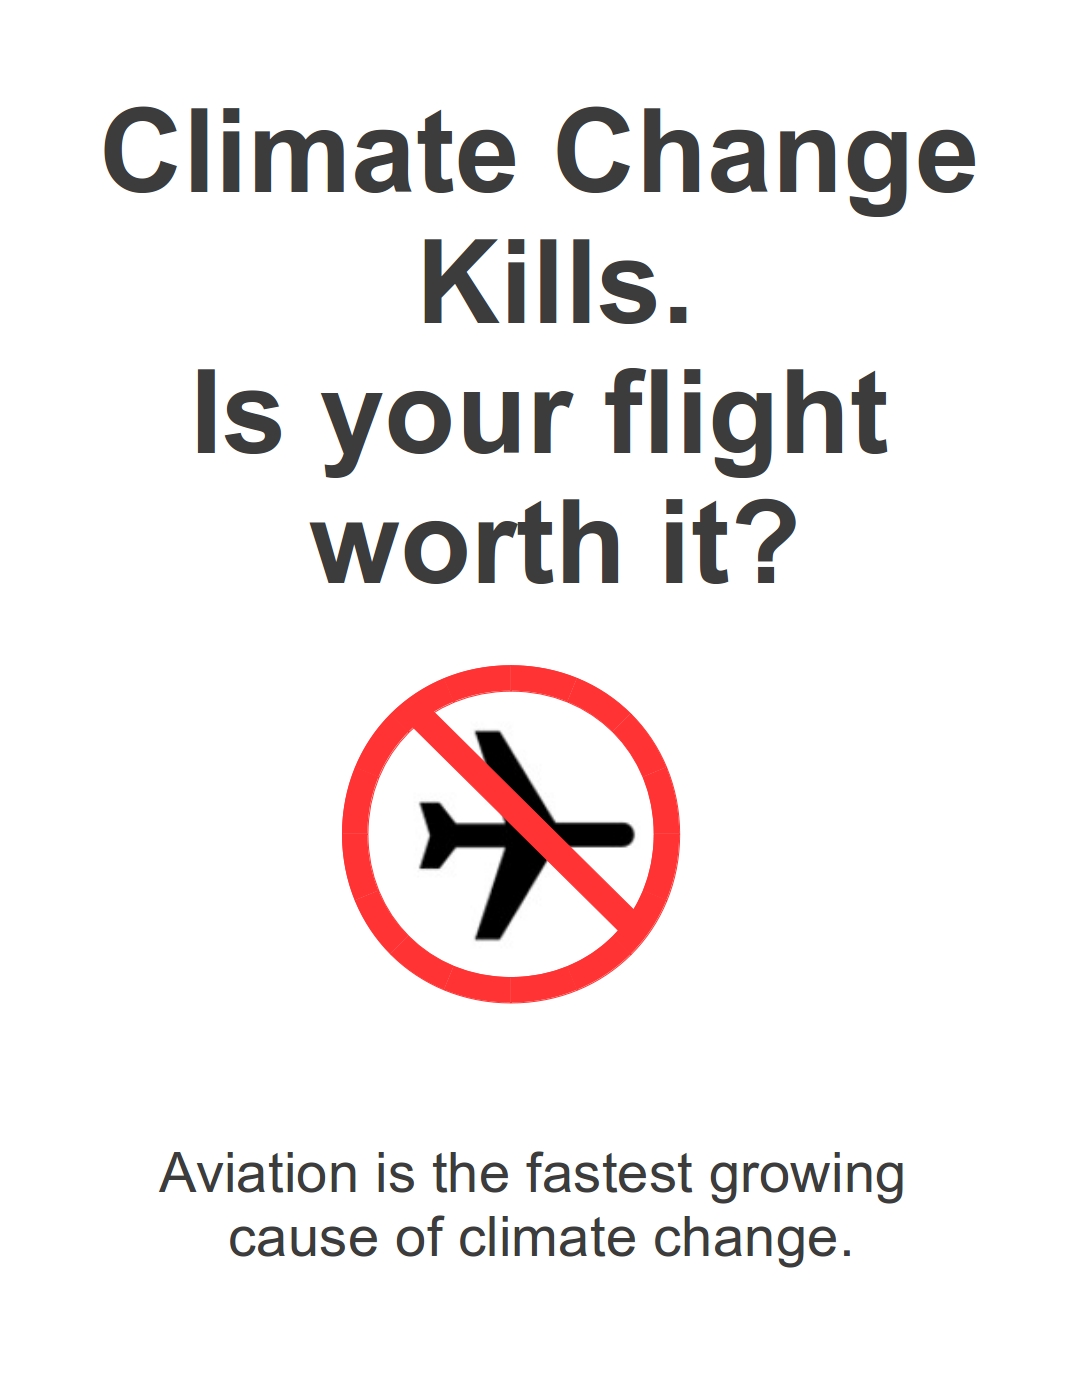 Climate Change
Kills.
Is your flight
worth it?
Aviation is the fastest growing
cause of climate change.